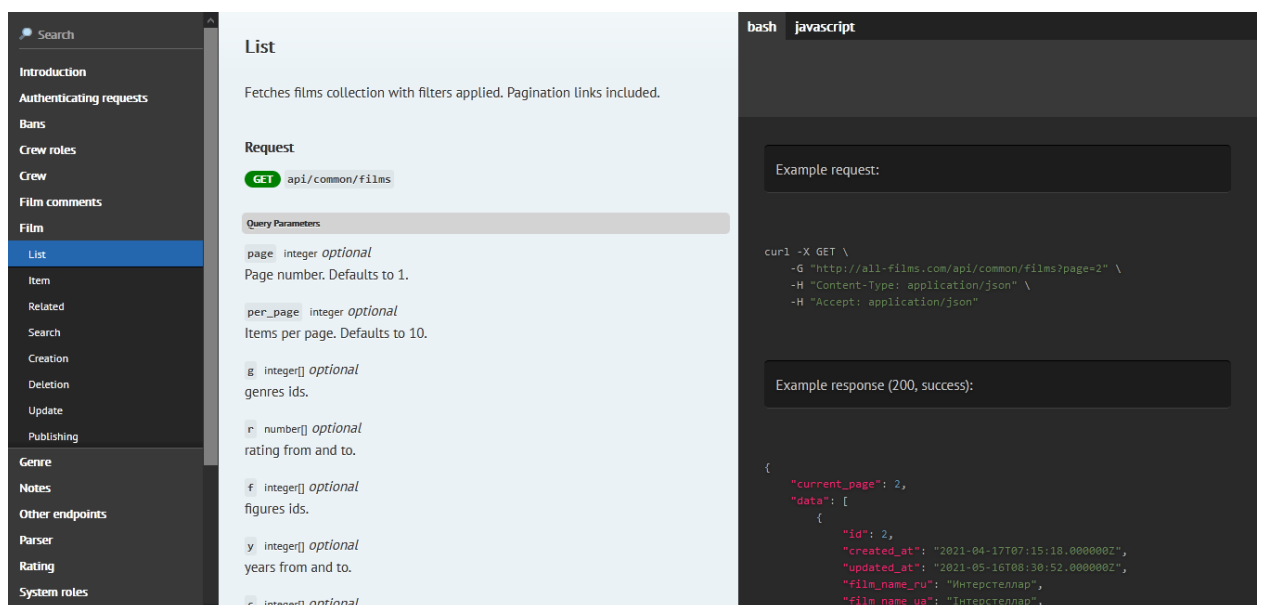 Search
Introduction
Authenticating requests
Bans
Crew roles
Crew
Film comments
Film
List
Item
Related
Search
Creation
Deletion
Update
Publishing
Genre
Notes
Other endpoints
Parser
Rating
System roles
List
Fetches films collection with filters applied. Pagination links included.
Request
GET api/common/films
Query Parameters
page integer optional
Page number. Defaults to 1.
per_page integer optional
Items per page. Defaults to 10.
g integer[] optional
genres ids.
r number[] optional
rating from and to.
f integer[] optional
figures ids.
y integer[] optional
years from and to.
c integer[] optional
bash javascript
Example request:
curl -X GET \
-G "http://all-films.com/api/common/films?page=2" \
-H "Content-Type: application/json" \
-H "Accept: application/json"
Example response (200, success):
{
"current_page": 2,
"data": [
{
"id": 2,
"created_at": "2021-04-17T07:15:18.000000Z",
"updated_at": "2021-05-16T08:30:52.000000Z",
"film_name_ru": "Интерстеллар",
"film_name_ua": "Інтерстеллар",